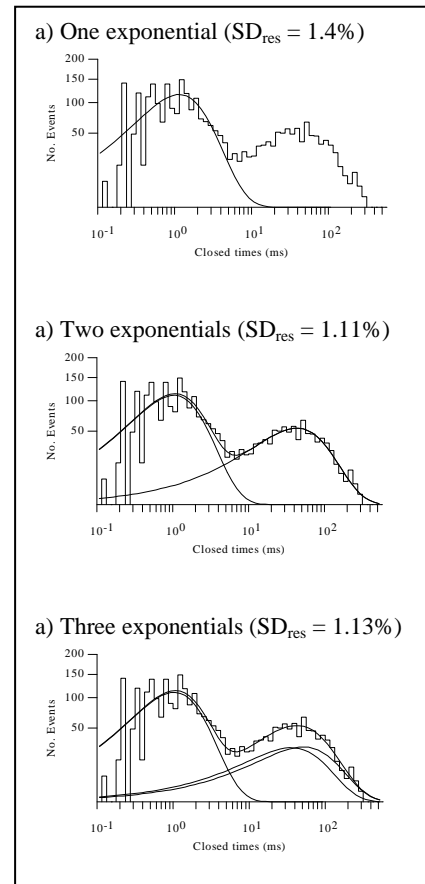 a) One exponential (SDres = 1.4%)
200
150
100
50
No. Events
10-1 100 101 102
Closed times (ms)
a) Two exponentials (SDres = 1.11%)
200
150
100
50
No. Events
10-1 100 101 102
Closed times (ms)
a) Three exponentials (SDres = 1.13%)
200
150
100
50
No. Events
10-1 100 101 102
Closed times (ms)